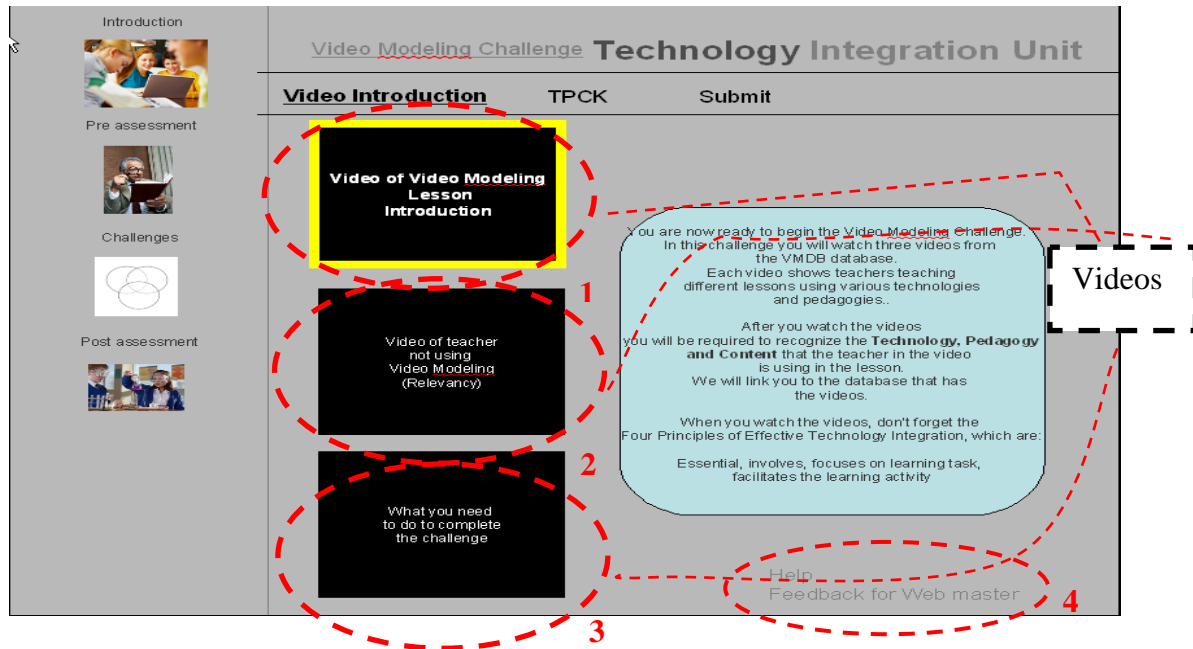 Introduction
Pre assessment
Challenges
Post assessment
Video Modeling Challenge Technology Integration Unit
Video Introduction TPCK Submit
Video of Video Modeling
Lesson
Introduction
1
Video of teacher
not using
Video Modeling
(Relevancy)
2
What you need
to do to complete
the challenge
3
You are now ready to begin the Video Modeling Challenge.
In this challenge you will watch three videos from
the VMDB database.
Each video shows teachers teaching
different lessons using various technologies
and pedagogies..
After you watch the videos
you will be required to recognize the Technology, Pedagogy
and Content that the teacher in the video
is using in the lesson.
We will link you to the database that has
the videos.
When you watch the videos, don't forget the
Four Principles of Effective Technology Integration, which are:
Essential, involves, focuses on learning task,
facilitates the learning activity
Videos
Help
Feedback for Web master
4